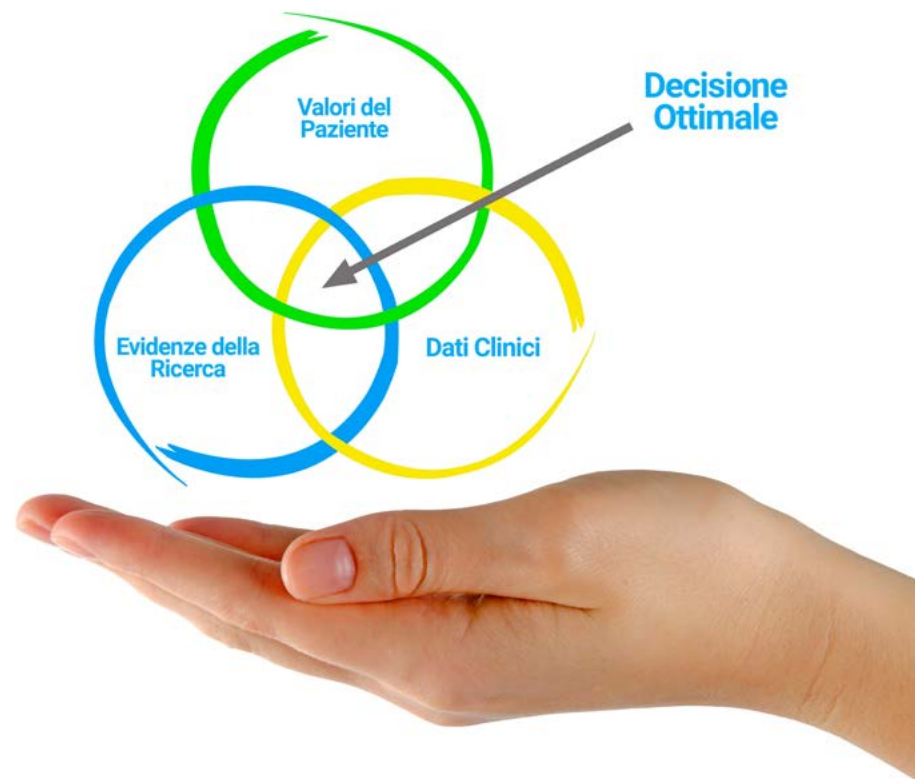 Valori del
Paziente
Decisione
Ottimale
Evidenze della
Ricerca
Dati Clinici